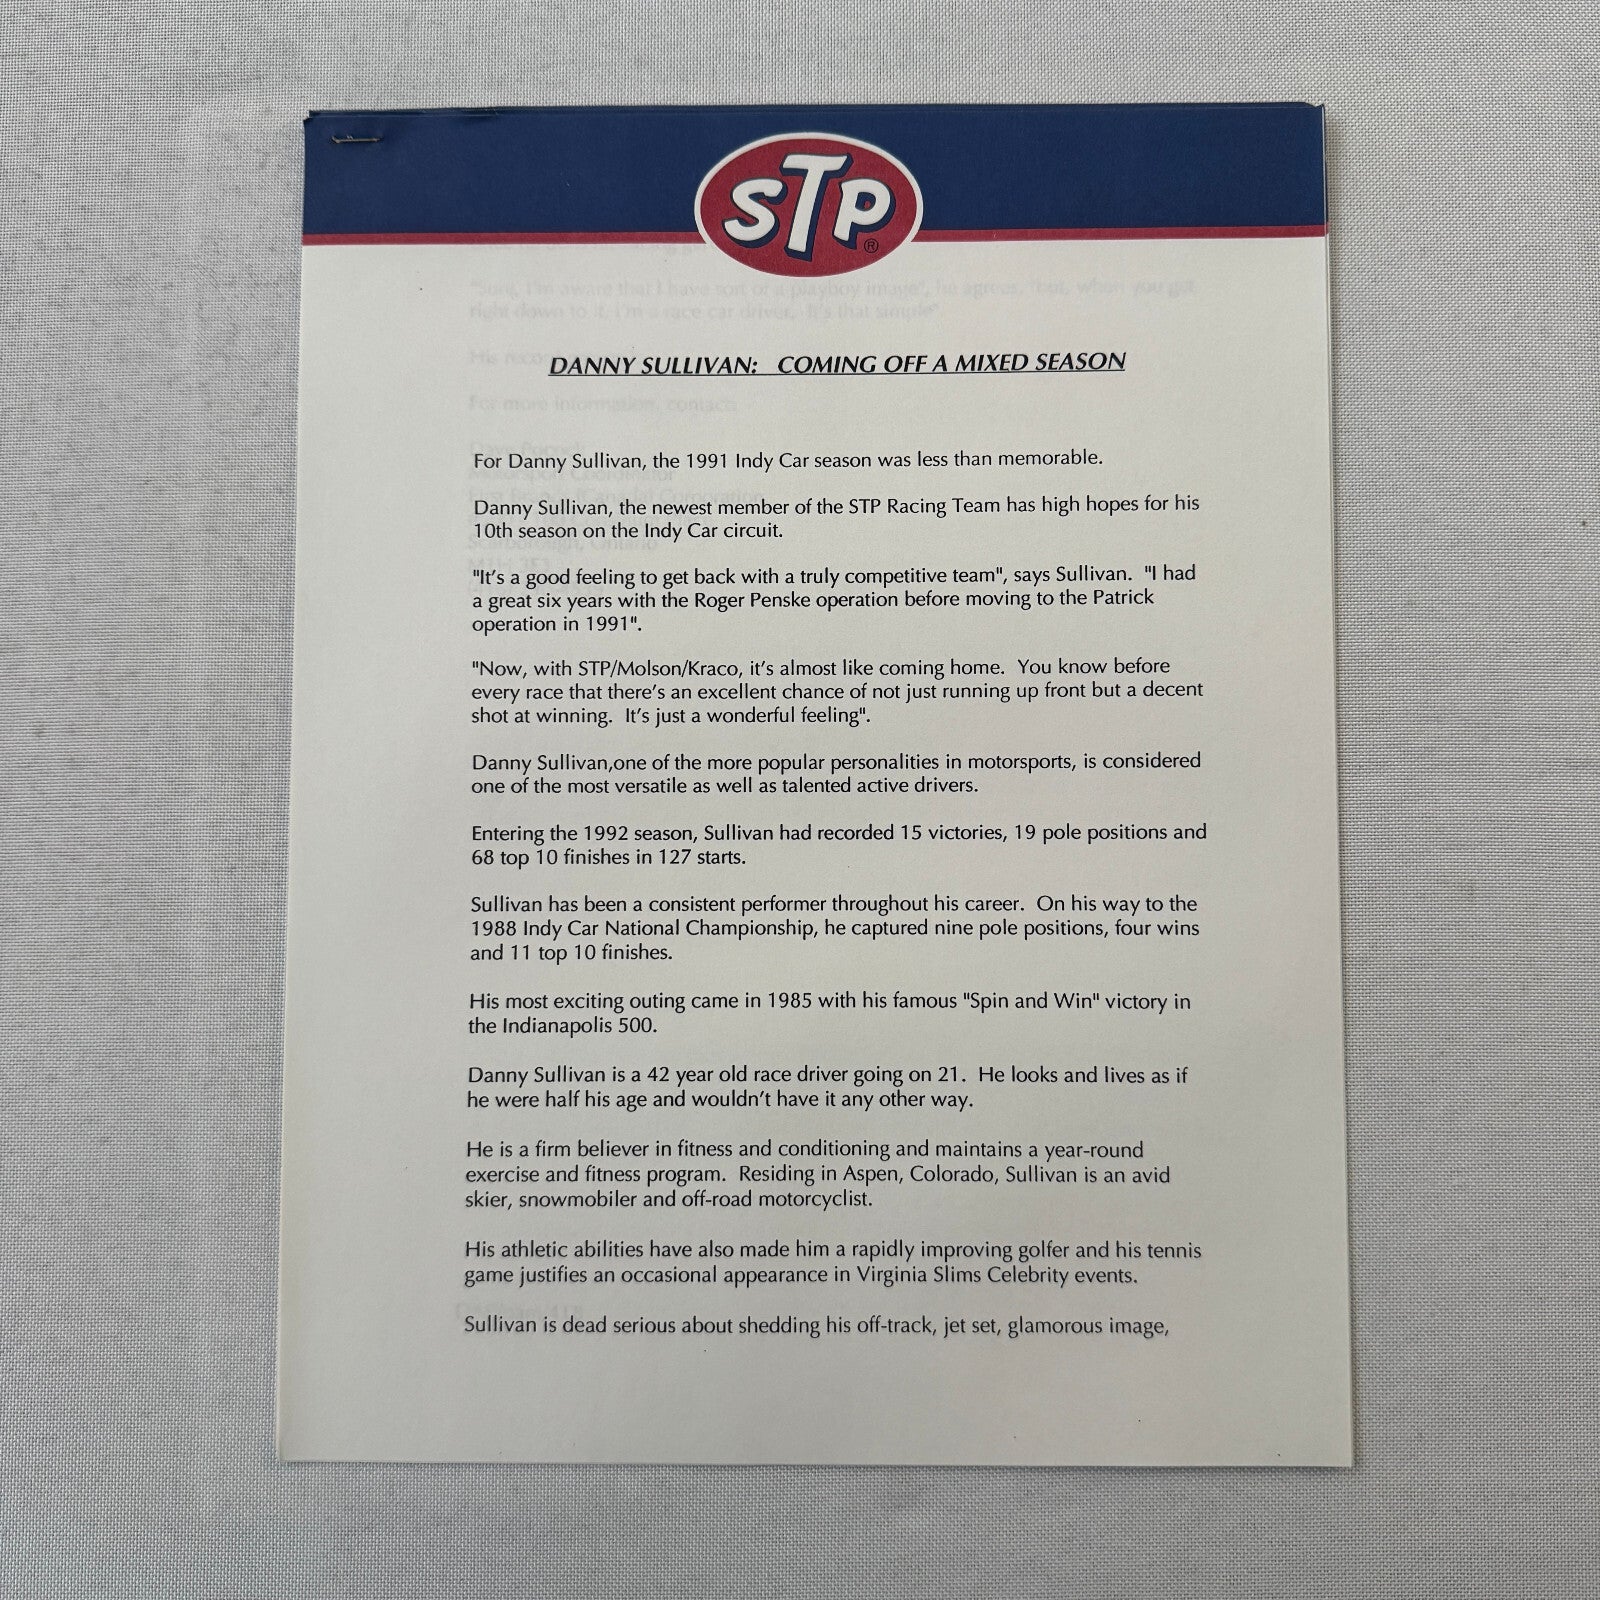 STP®
DANNY SULLIVAN: COMING OFF A MIXED SEASON
For Danny Sullivan, the 1991 Indy Car season was less than memorable.
Danny Sullivan, the newest member of the STP Racing Team has high hopes for his
10th season on the Indy Car circuit.
"It's a good feeling to get back with a truly competitive team", says Sullivan. "I had
a great six years with the Roger Penske operation before moving to the Patrick
operation in 1991".
"Now, with STP/Molson/Kraco, it's almost like coming home. You know before
every race that there's an excellent chance of not just running up front but a decent
shot at winning. It's just a wonderful feeling".
Danny Sullivan,one of the more popular personalities in motorsports, is considered
one of the most versatile as well as talented active drivers.
Entering the 1992 season, Sullivan had recorded 15 victories, 19 pole positions and
68 top 10 finishes in 127 starts.
Sullivan has been a consistent performer throughout his career. On his way to the
1988 Indy Car National Championship, he captured nine pole positions, four wins
and 11 top 10 finishes.
His most exciting outing came in 1985 with his famous "Spin and Win" victory in
the Indianapolis 500.
Danny Sullivan is a 42 year old race driver going on 21. He looks and lives as if
he were half his age and wouldn't have it any other way.
He is a firm believer in fitness and conditioning and maintains a year-round
exercise and fitness program. Residing in Aspen, Colorado, Sullivan is an avid
skier, snowmobiler and off-road motorcyclist.
His athletic abilities have also made him a rapidly improving golfer and his tennis
game justifies an occasional appearance in Virginia Slims Celebrity events.
Sullivan is dead serious about shedding his off-track, jet set, glamorous image,